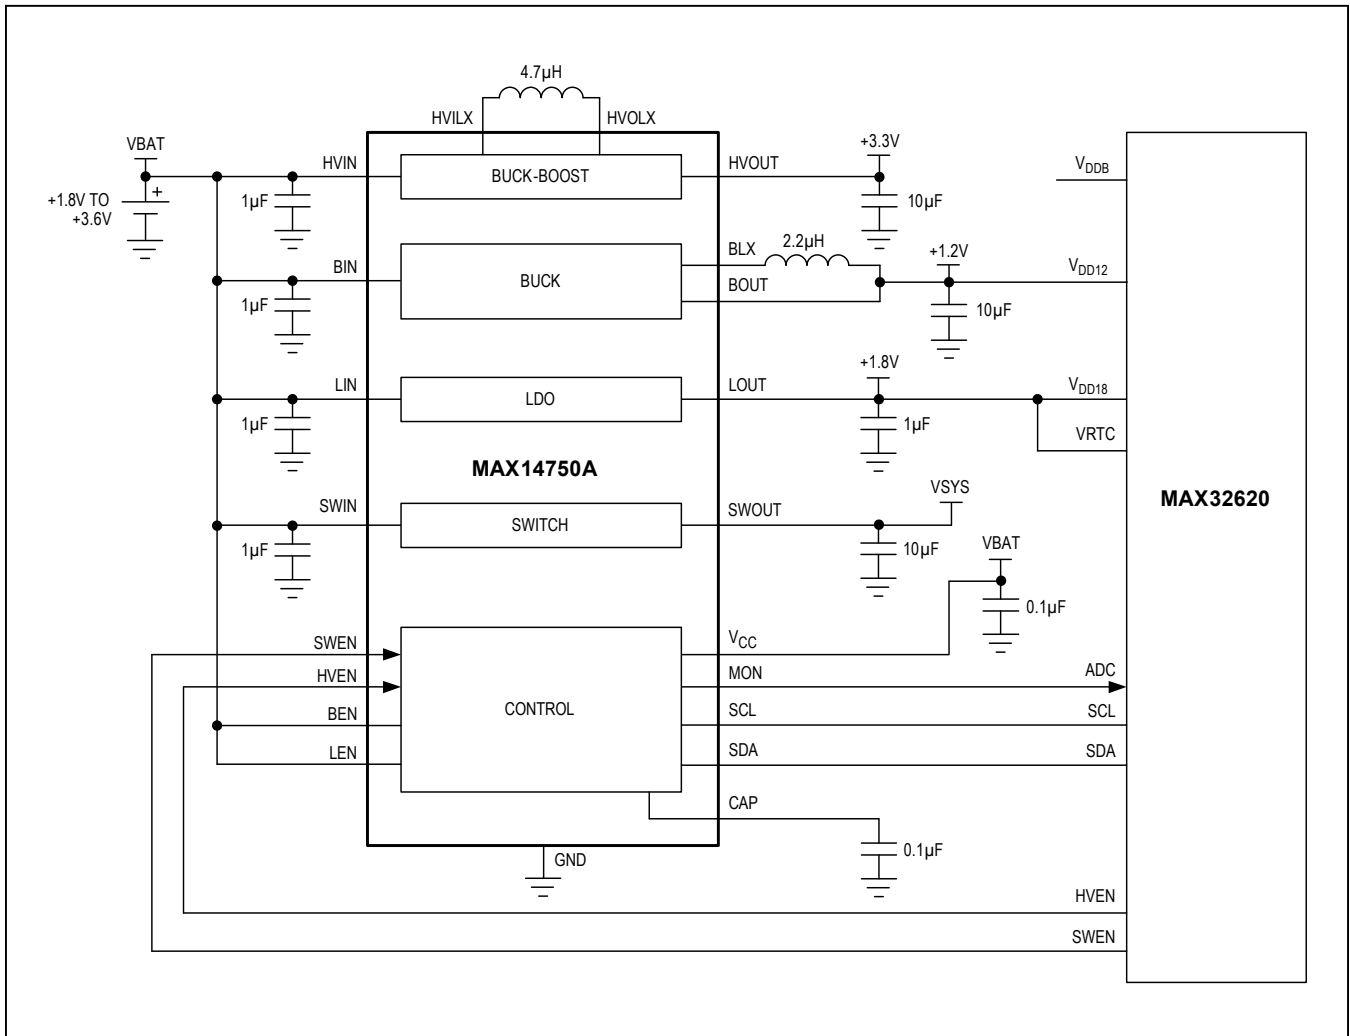 4.7µH
HVILX
HVOLX
VBAT
HVIN
BUCK-BOOST
HVOUT
+3.3V
VDDB
+1.8V TO
+3.6V
+
1µF
10µF
BIN
BUCK
BLX
2.2µH
BOUT
+1.2V
VDD12
1µF
10µF
LIN
LDO
LOUT
+1.8V
VDD18
1µF
1µF
VRTC
MAX14750A
MAX32620
SWIN
SWITCH
SWOUT
VSYS
1µF
10µF
VBAT
0.1µF
SWEN
HVEN
BEN
LEN
CONTROL
VCC
MON
SCL
SDA
CAP
ADC
SCL
SDA
0.1µF
GND
HVEN
SWEN